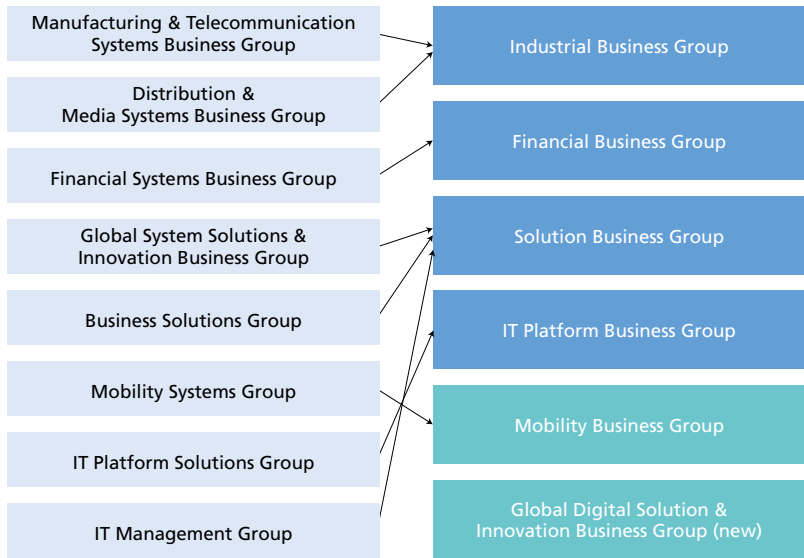 Manufacturing & Telecommunication
Systems Business Group
Distribution &
Media Systems Business Group
Financial Systems Business Group
Global System Solutions &
Innovation Business Group
Business Solutions Group
Mobility Systems Group
IT Platform Solutions Group
IT Management Group
Industrial Business Group
Financial Business Group
Solution Business Group
IT Platform Business Group
Mobility Business Group
Global Digital Solution &
Innovation Business Group (new)